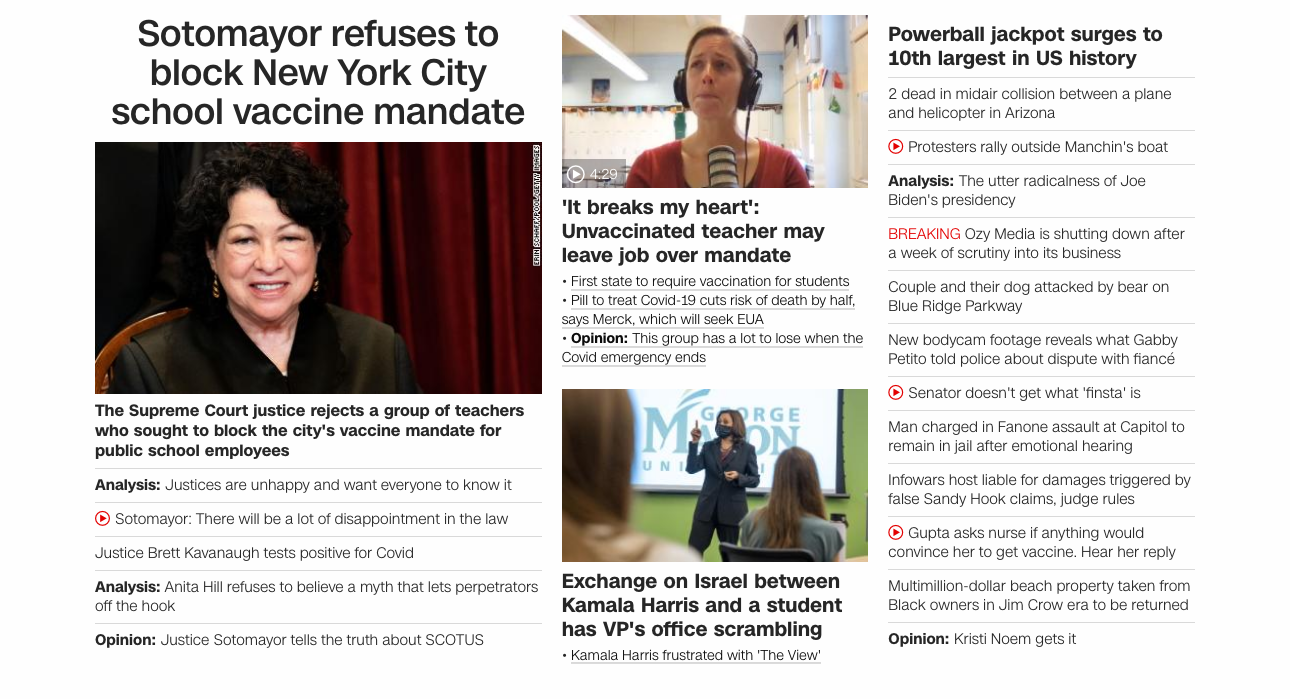 Sotomayor refuses to
block New York City
school vaccine mandate
ERIN SCHAFF/POOL/GETTY IMAGES
The Supreme Court justice rejects a group of teachers
who sought to block the city's vaccine mandate for
public school employees
Analysis: Justices are unhappy and want everyone to know it
Sotomayor: There will be a lot of disappointment in the law
Justice Brett Kavanaugh tests positive for Covid
Analysis: Anita Hill refuses to believe a myth that lets perpetrators
off the hook
Opinion: Justice Sotomayor tells the truth about SCOTUS
4:29
'It breaks my heart':
Unvaccinated teacher may
leave job over mandate
• First state to require vaccination for students
• Pill to treat Covid-19 cuts risk of death by half,
says Merck, which will seek EUA
• Opinion: This group has a lot to lose when the
Covid emergency ends
GEORGE
UNI
Exchange on Israel between
Kamala Harris and a student
has VP's office scrambling
• Kamala Harris frustrated with 'The View'
Powerball jackpot surges to
10th largest in US history
2 dead in midair collision between a plane
and helicopter in Arizona
Protesters rally outside Manchin's boat
Analysis: The utter radicalness of Joe
Biden's presidency
BREAKING Ozy Media is shutting down after
a week of scrutiny into its business
Couple and their dog attacked by bear on
Blue Ridge Parkway
New bodycam footage reveals what Gabby
Petito told police about dispute with fiancé
Senator doesn't get what 'finsta' is
Man charged in Fanone assault at Capitol to
remain in jail after emotional hearing
Infowars host liable for damages triggered by
false Sandy Hook claims, judge rules
Gupta asks nurse if anything would
convince her to get vaccine. Hear her reply
Multimillion-dollar beach property taken from
Black owners in Jim Crow era to be returned
Opinion: Kristi Noem gets it